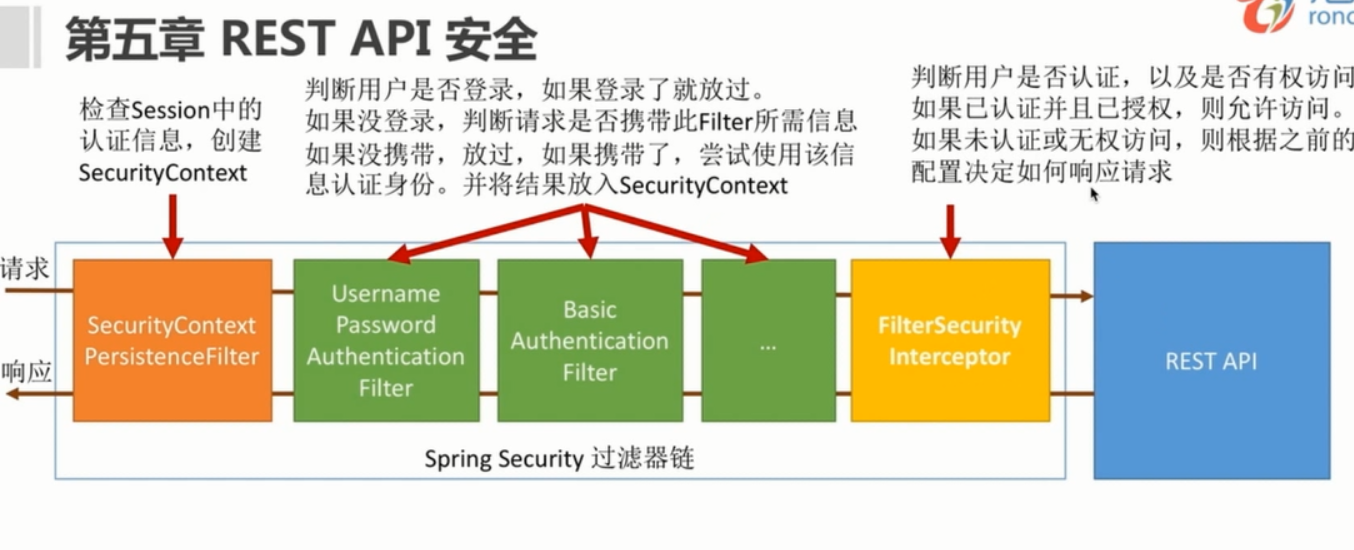 第五章 REST API 安全
检查Session中的
认证信息，创建
SecurityContext
判断用户是否登录，如果登录了就放过。
如果没登录，判断请求是否携带此Filter所需信息
如果没携带，放过，如果携带了，尝试使用该信
息认证身份。并将结果放入SecurityContext
判断用户是否认证，以及是否有权访问
如果已认证并且已授权，则允许访问。
如果未认证或无权访问，则根据之前的
配置决定如何响应请求
请求
响应
SecurityContext
PersistenceFilter
Username
Password
Authentication
Filter
Basic
Authentication
Filter
...
FilterSecurity
Interceptor
REST API
Spring Security 过滤器链